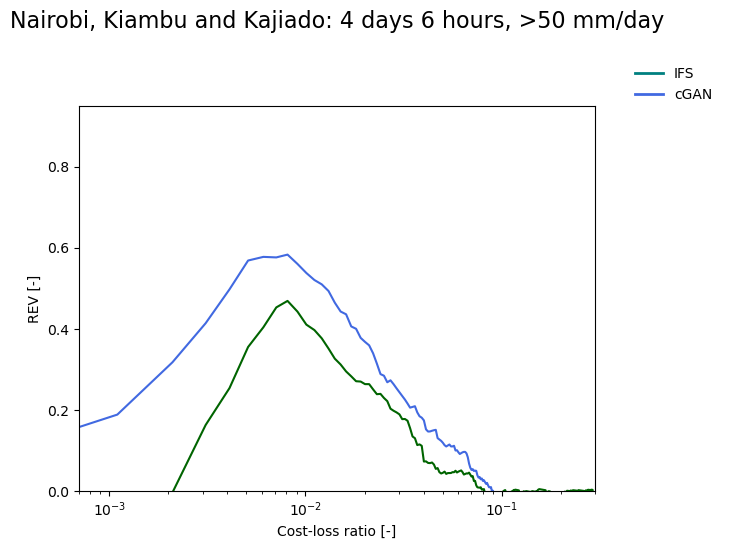 Nairobi, Kiambu and Kajiado: 4 days 6 hours, >50 mm/day
IFS
cGAN
0.8
0.6
0.4
0.2
0.0
REV [-]
10⁻³
10⁻²
10⁻¹
Cost-loss ratio [-]